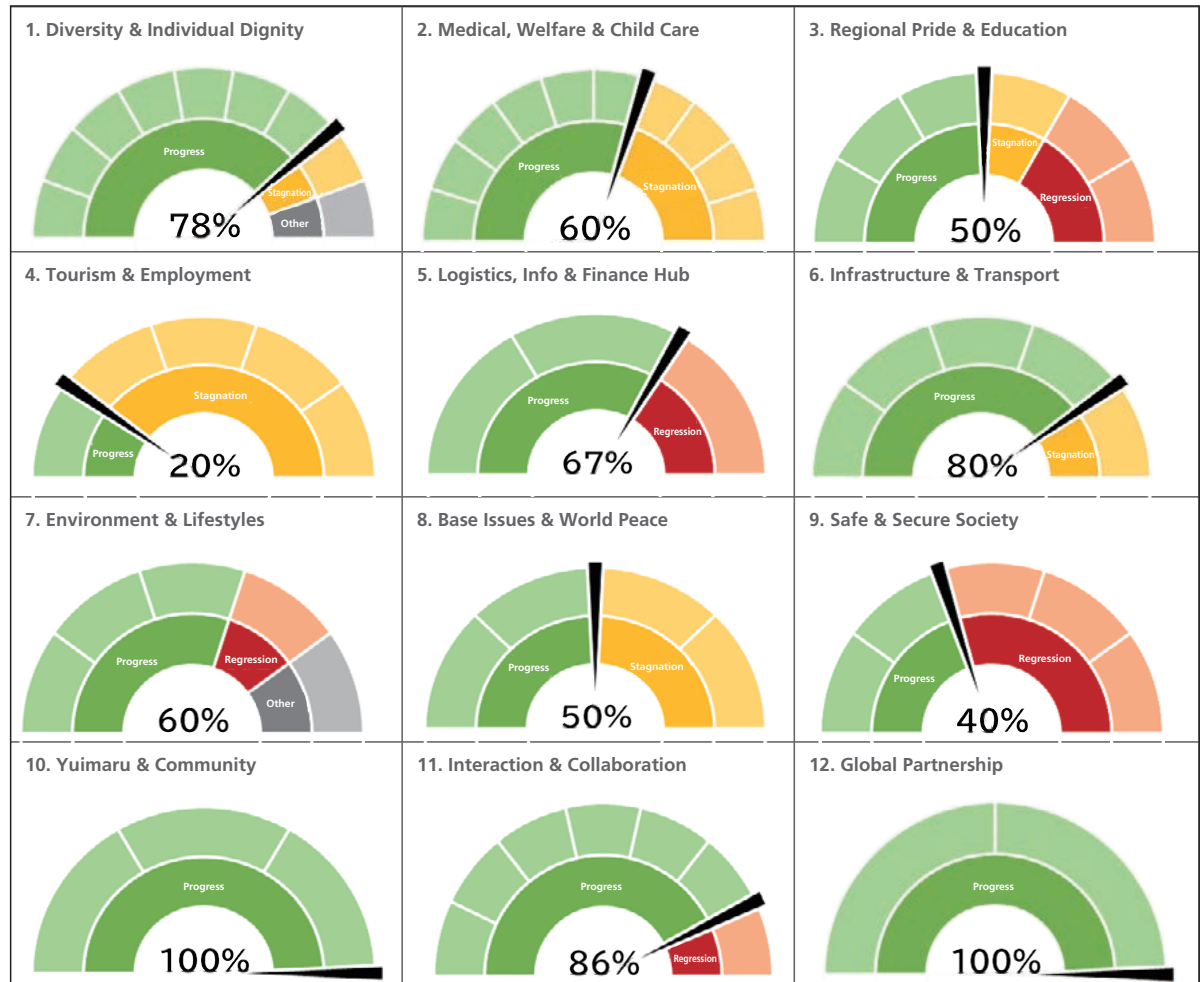 1. Diversity & Individual Dignity
Progress
Stagnation
Other
78%
2. Medical, Welfare & Child Care
Progress
Stagnation
60%
3. Regional Pride & Education
Progress
Stagnation
Regression
50%
4. Tourism & Employment
Stagnation
Progress
20%
5. Logistics, Info & Finance Hub
Progress
Regression
67%
6. Infrastructure & Transport
Progress
Stagnation
80%
7. Environment & Lifestyles
Progress
Regression
Other
60%
8. Base Issues & World Peace
Progress
Stagnation
50%
9. Safe & Secure Society
Progress
Regression
40%
10. Yuimaru & Community
Progress
100%
11. Interaction & Collaboration
Progress
Regression
86%
12. Global Partnership
Progress
100%